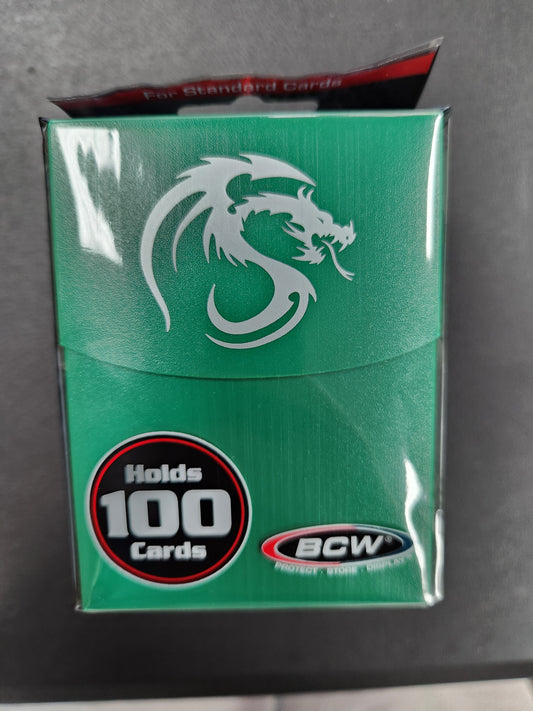 For Standard Cards
Holds
100
Cards
BCW®
PROTECT · STORE · DISPLAY